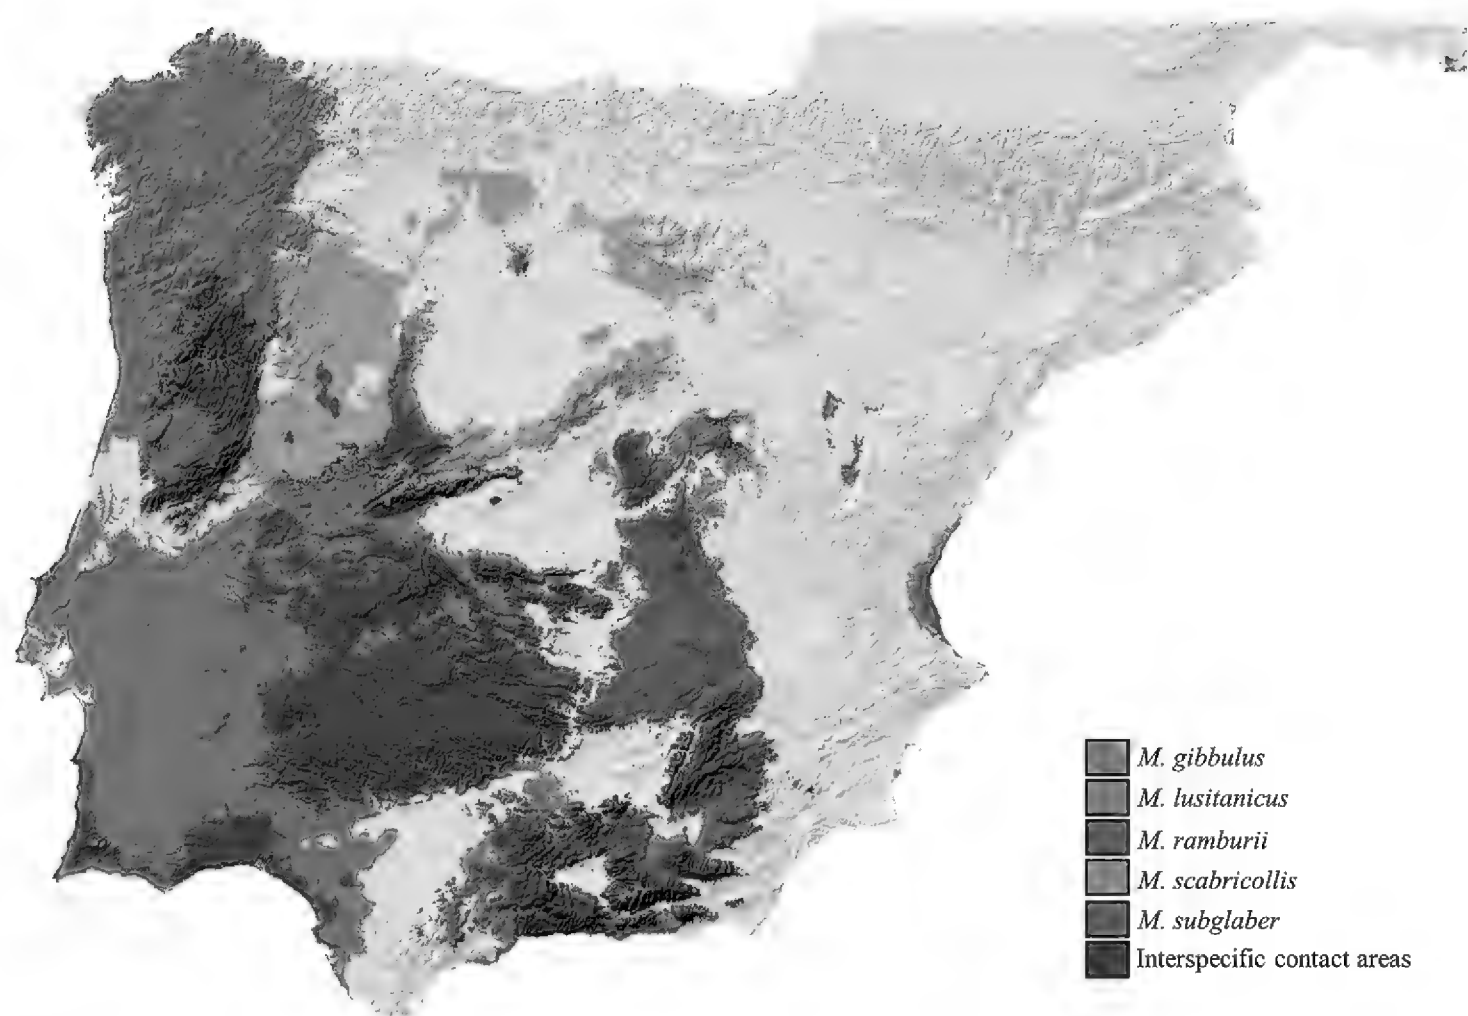 M. gibbulus
M. lusitanicus
M. ramburii
M. scabricollis
M. subglaber
Interspecific contact areas